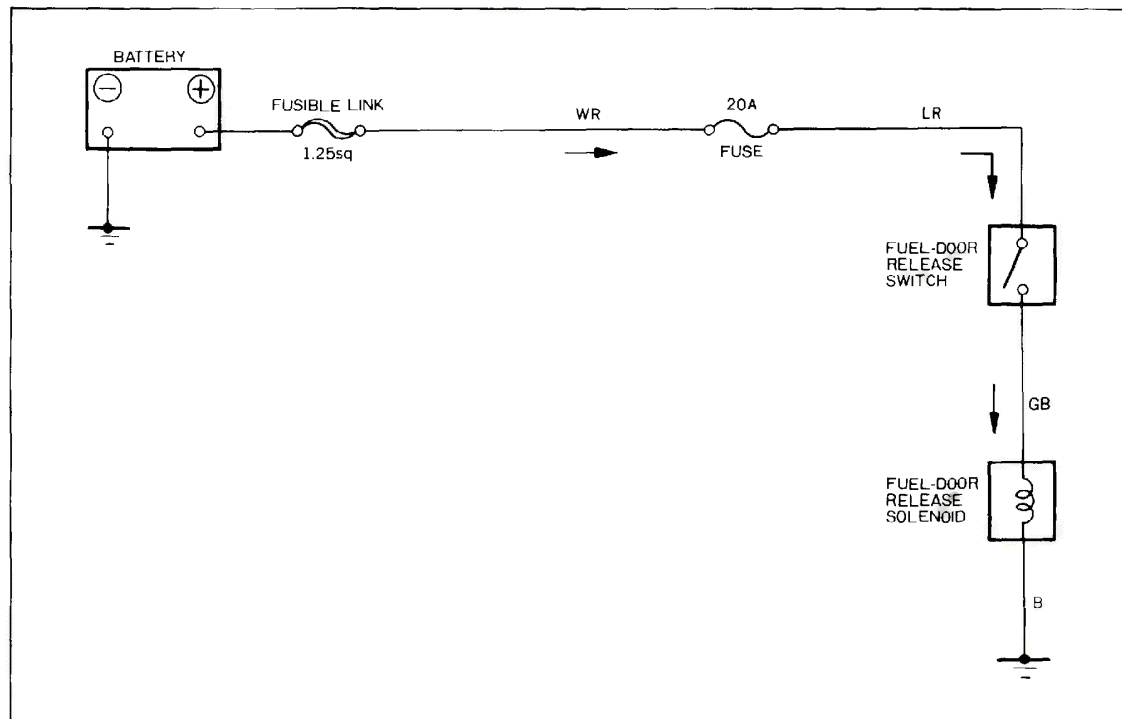 BATTERY
− +
FUSIBLE LINK
1.25sq
WR
20A
FUSE
LR
FUEL-DOOR
RELEASE
SWITCH
GB
FUEL-DOOR
RELEASE
SOLENOID
B